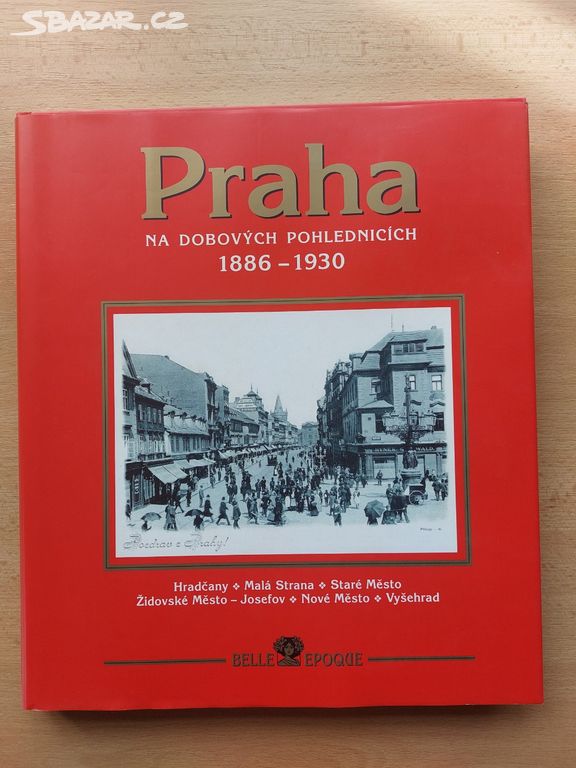 SBAZAR.CZ
Praha
NA DOBOVÝCH POHLEDNICÍCH
1886 – 1930
Pozdrav z Prahy!
Hradčany ❖ Malá Strana ❖ Staré Město
Židovské Město – Josefov ❖ Nové Město ❖ Vyšehrad
BELLE EPOQUE